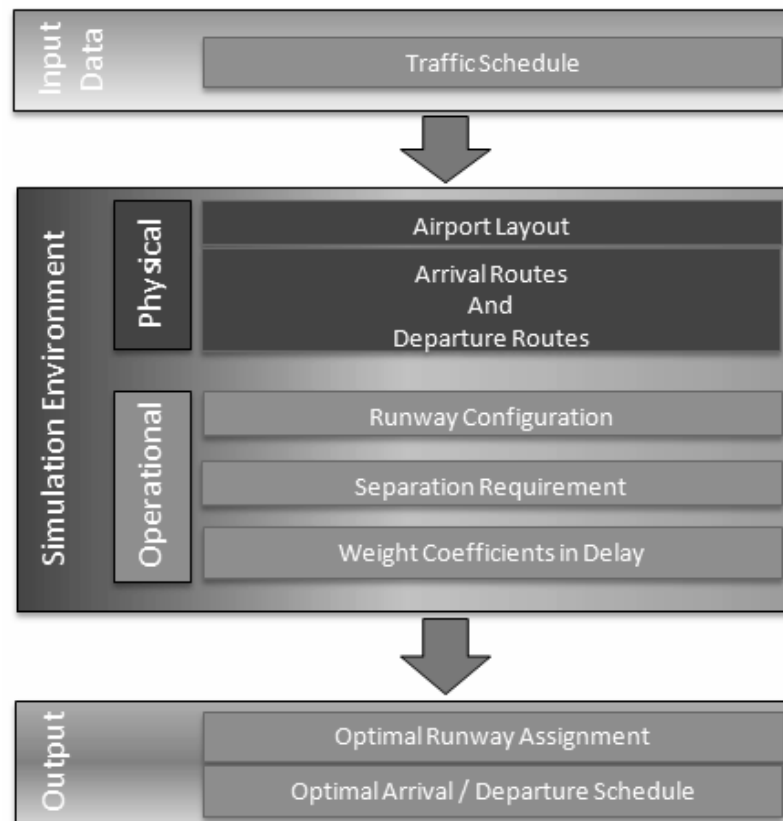 Input
Data
Traffic Schedule
Simulation Environment
Physical
Airport Layout
Arrival Routes
And
Departure Routes
Operational
Runway Configuration
Separation Requirement
Weight Coefficients in Delay
Output
Optimal Runway Assignment
Optimal Arrival / Departure Schedule